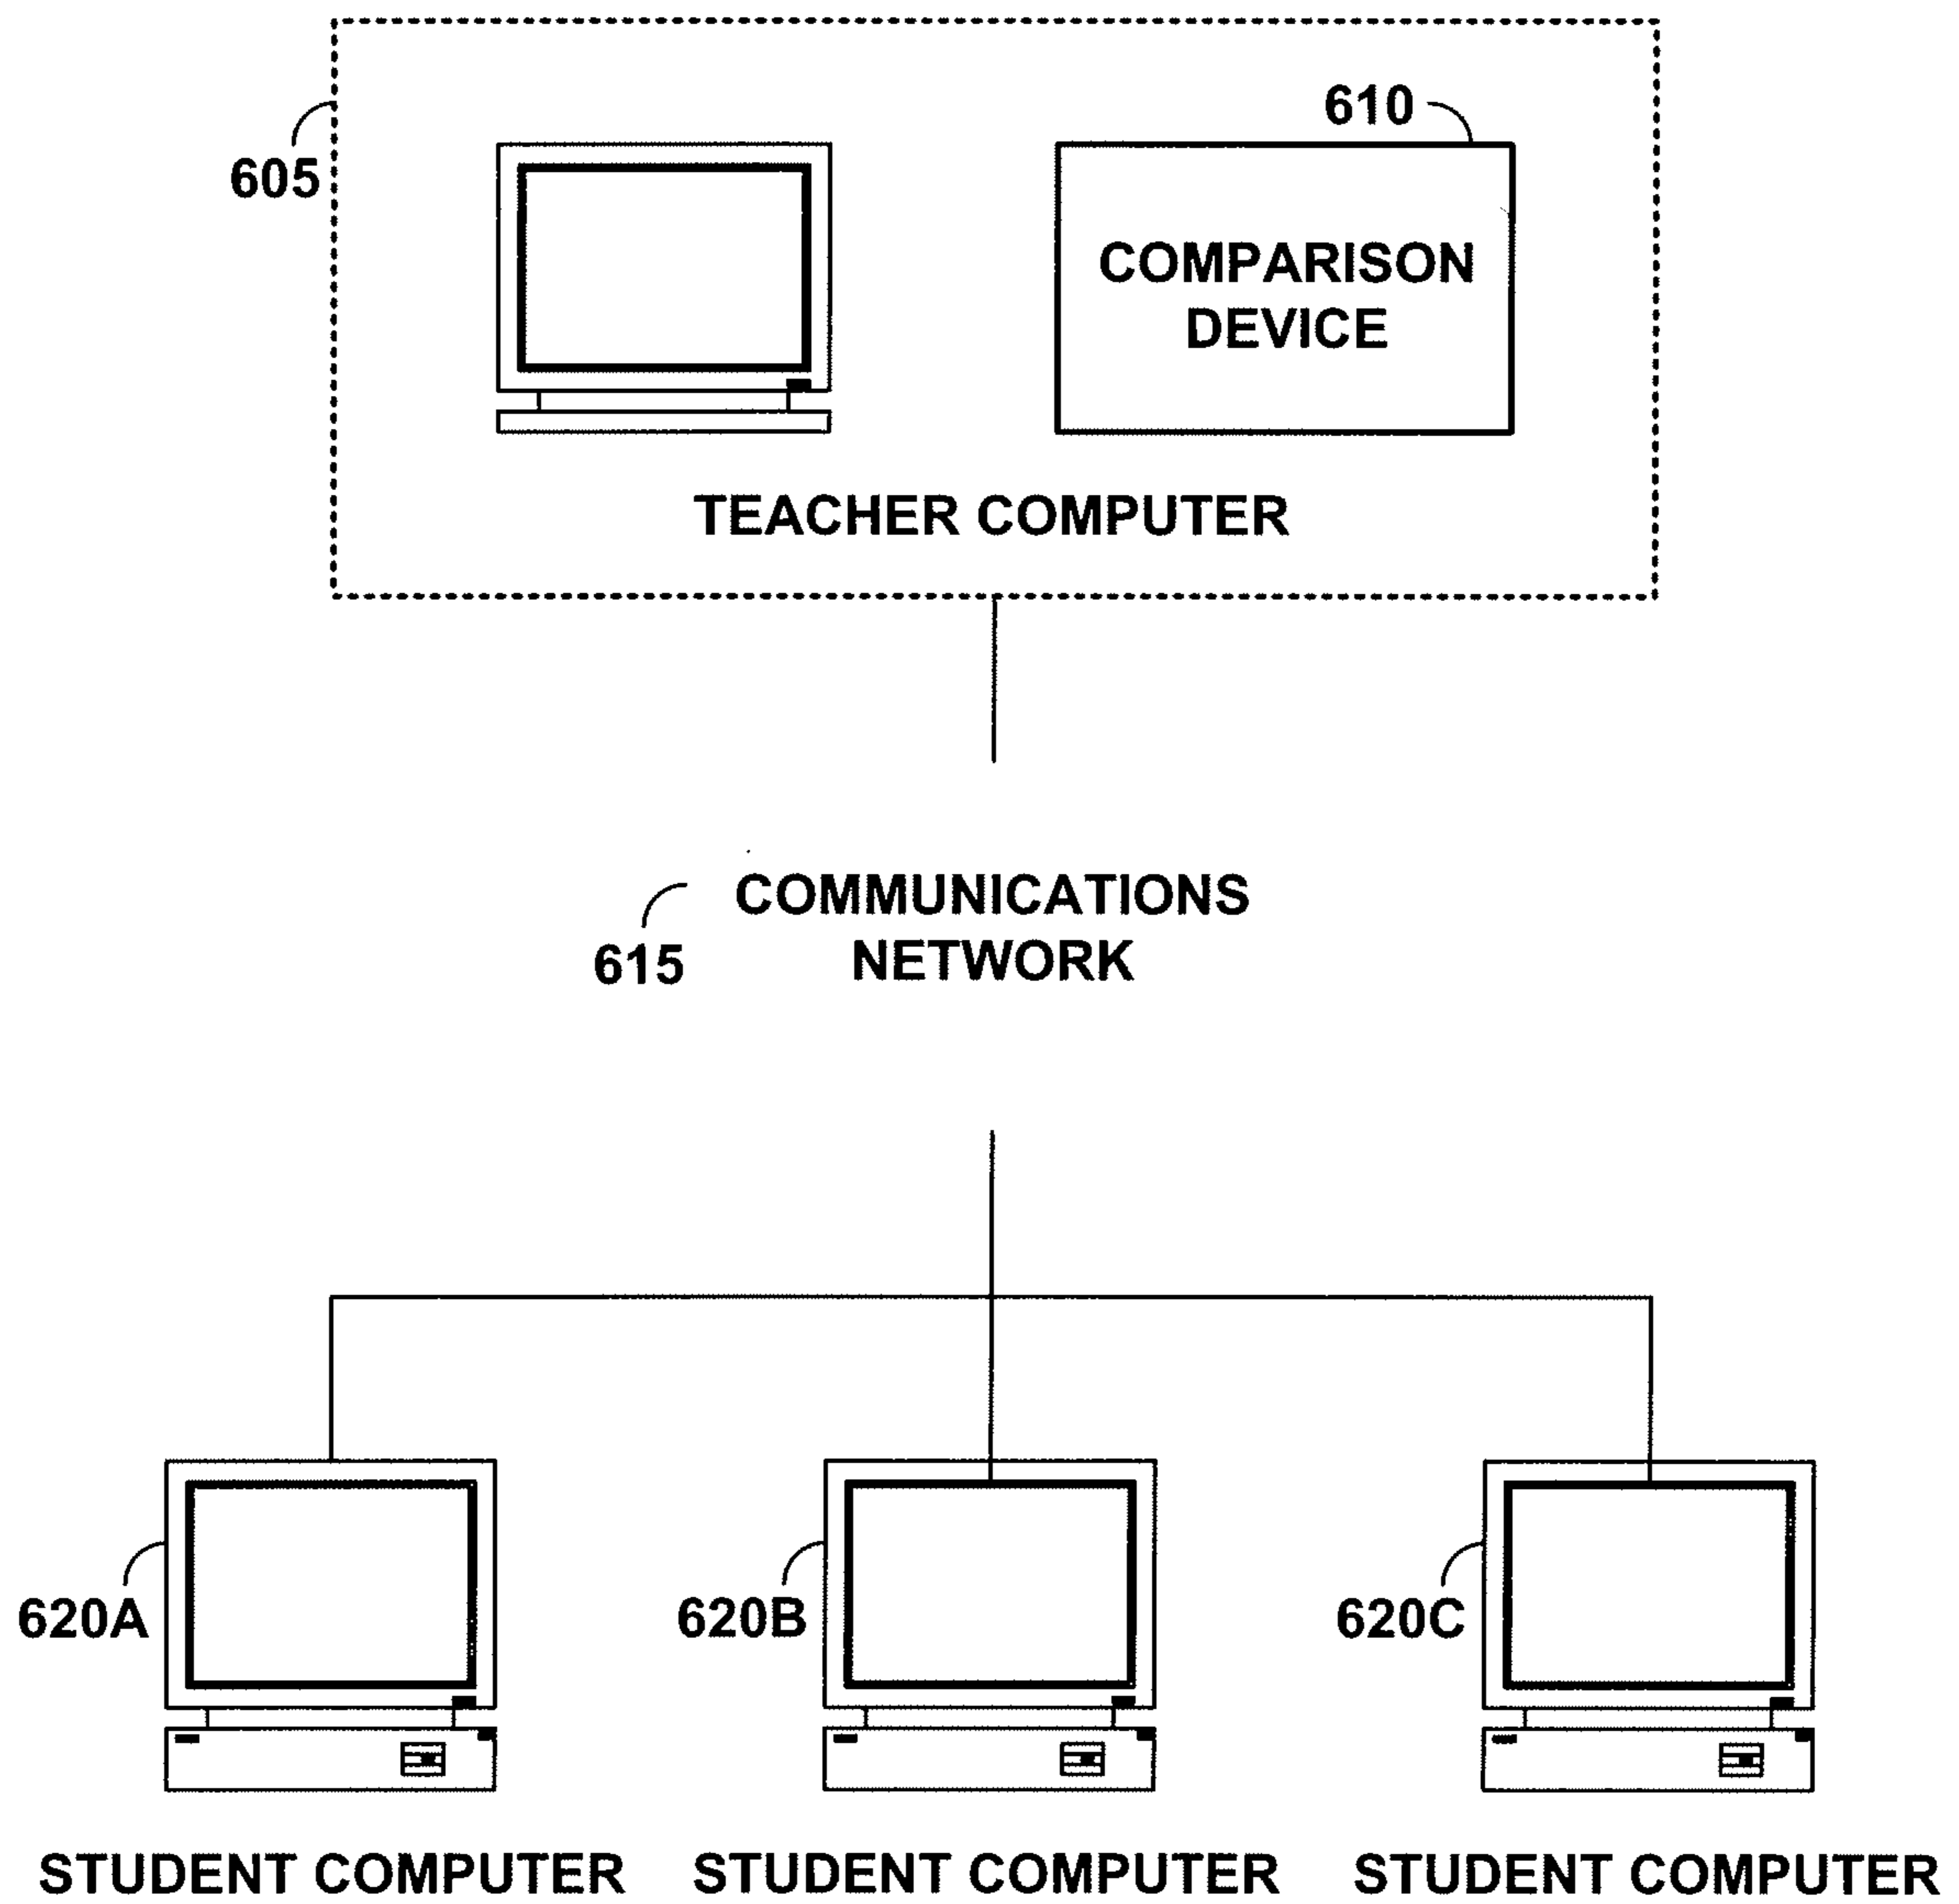 610
605
COMPARISON
DEVICE
TEACHER COMPUTER
COMMUNICATIONS
615 NETWORK
620A 620B 620C
STUDENT COMPUTER STUDENT COMPUTER STUDENT COMPUTER